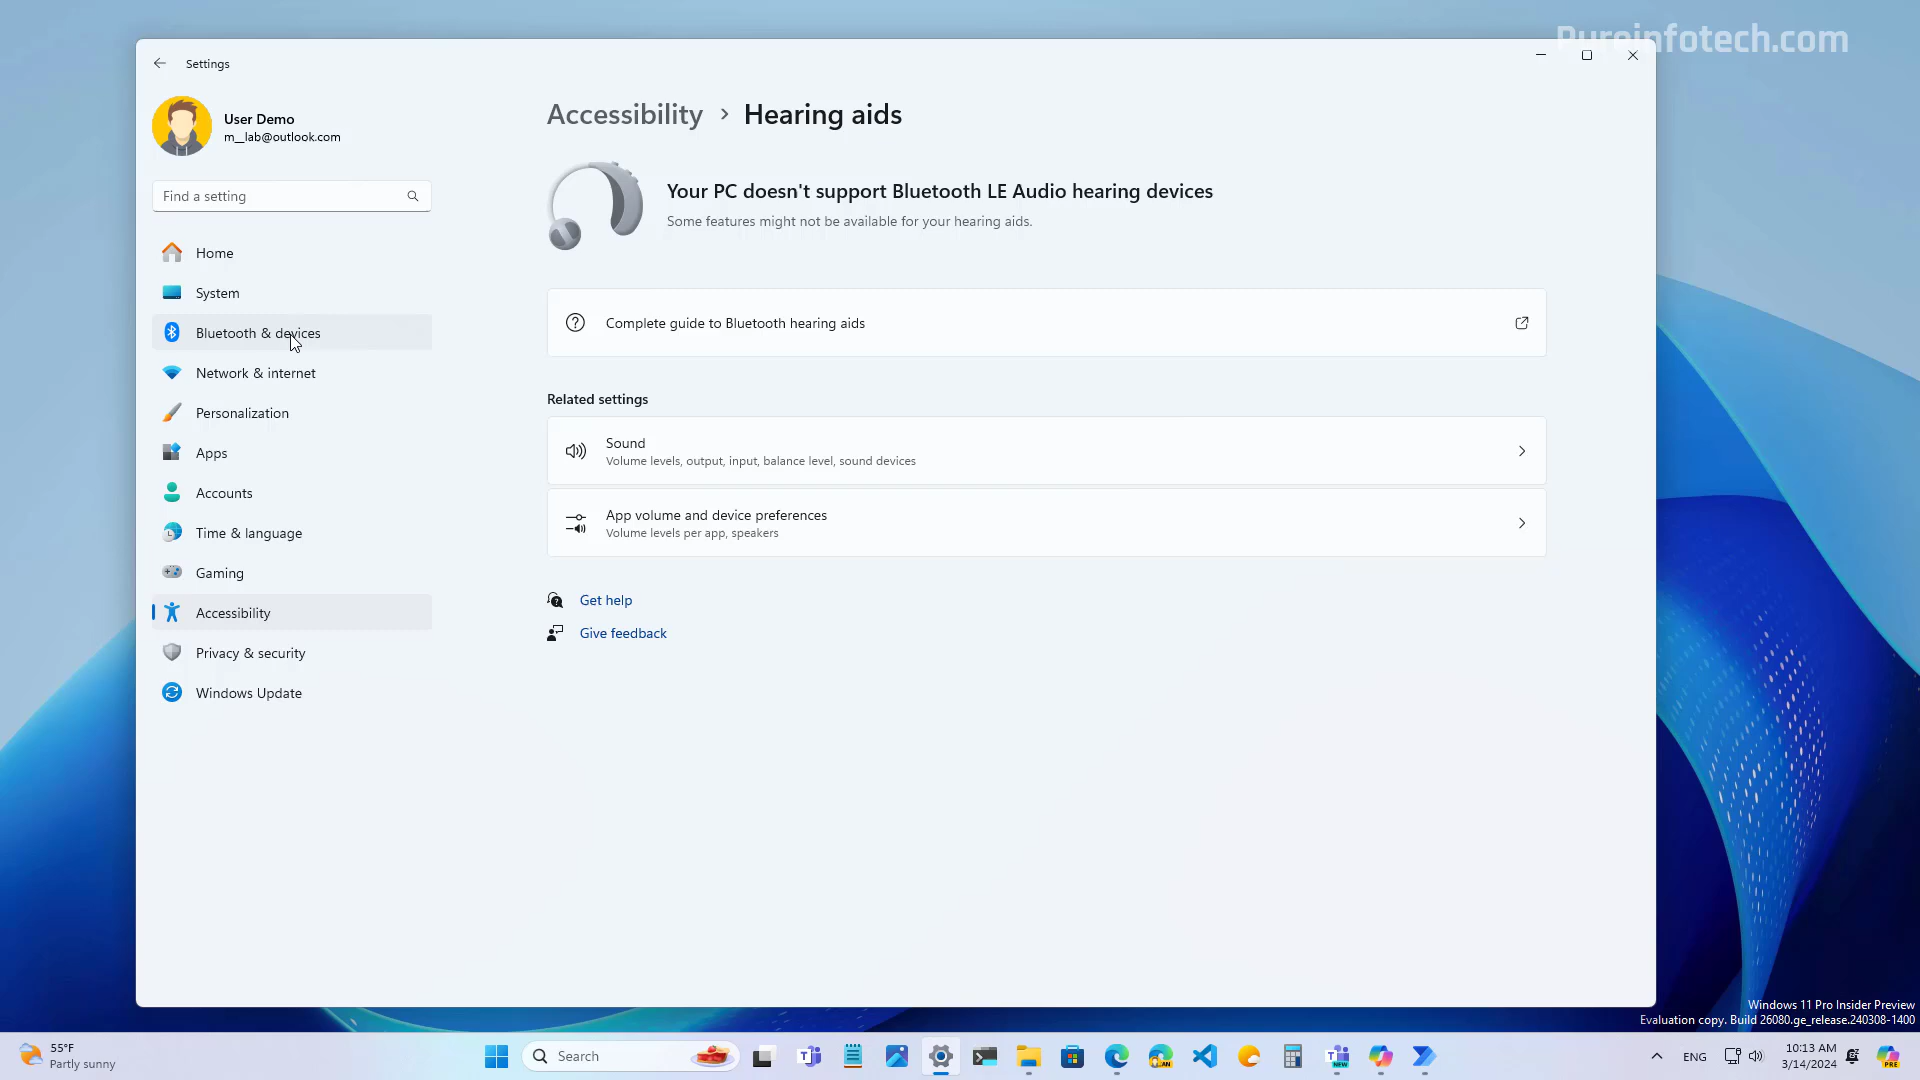 Pureinfotech.com
Settings
User Demo
m__lab@outlook.com
Find a setting
Home
System
Bluetooth & devices
Network & internet
Personalization
Apps
Accounts
Time & language
Gaming
Accessibility
Privacy & security
Windows Update
Accessibility > Hearing aids
Your PC doesn't support Bluetooth LE Audio hearing devices
Some features might not be available for your hearing aids.
Complete guide to Bluetooth hearing aids
Related settings
Sound
Volume levels, output, input, balance level, sound devices
App volume and device preferences
Volume levels per app, speakers
Get help
Give feedback
Windows 11 Pro Insider Preview
Evaluation copy. Build 26080.ge_release.240308-1400
55°F
Partly sunny
Search
NEW
CAN
ENG
10:13 AM
3/14/2024
PRE